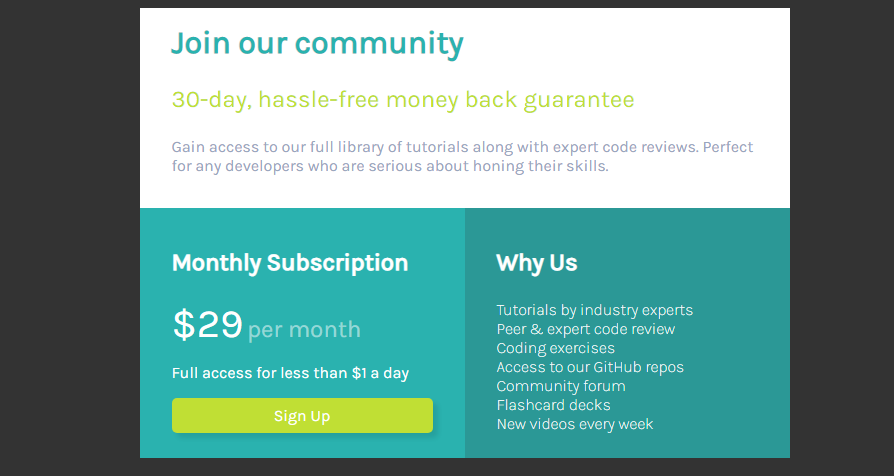 Join our community
30-day, hassle-free money back guarantee
Gain access to our full library of tutorials along with expert code reviews. Perfect
for any developers who are serious about honing their skills.
Monthly Subscription
$29 per month
Full access for less than $1 a day
Sign Up
Why Us
Tutorials by industry experts
Peer & expert code review
Coding exercises
Access to our GitHub repos
Community forum
Flashcard decks
New videos every week